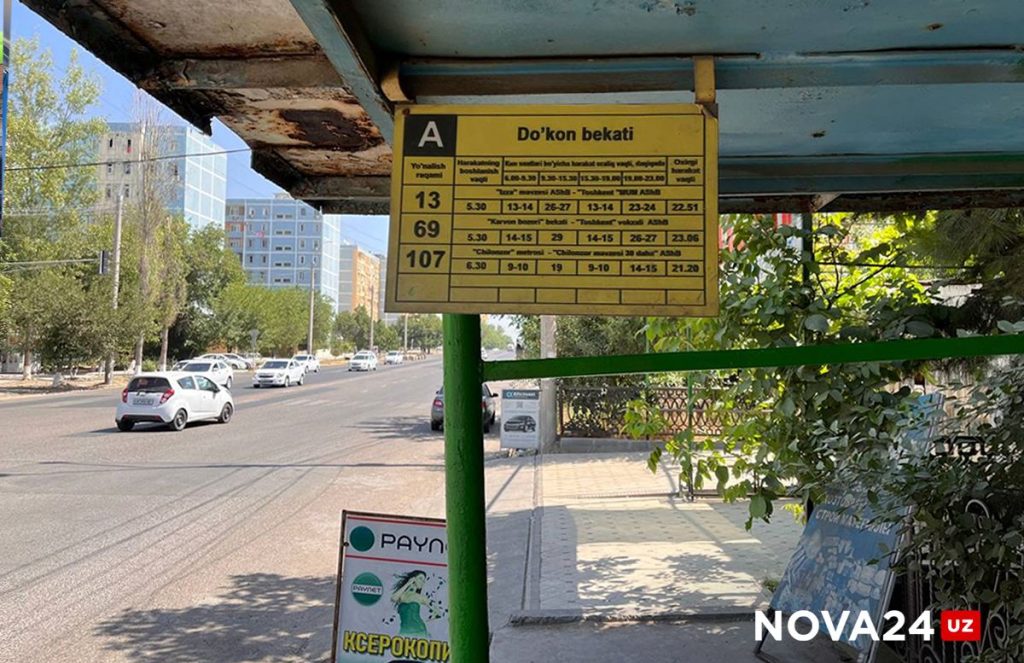 A Do'kon bekati
Yo'nalish raqami Harakatning boshlanish vaqti Kun soatlari bo'yicha harakat oraliq vaqti, daqiqada Oxirgi harakat vaqti
6.00-9.30 9.30-15.30 15.30-19.00 19.00-23.00
"Izza" mavzesi AShB - Toshkent "MUM AShB
13 5.30 13-14 26-27 13-14 23-24 22.51
"Karvon bozori" bekati - "Toshkent" vokzali AShB
69 5.30 14-15 29 14-15 26-27 23.06
"Chilonzor" metrosi - "Chilonzor mavzesi 30 daha" AShB
107 6.30 9-10 19 9-10 14-15 21.20
PAYN
PAYNET
КСЕРОКОПИ
СТРОЙ МАТЕРИАЛЫ
NOVA24 UZ